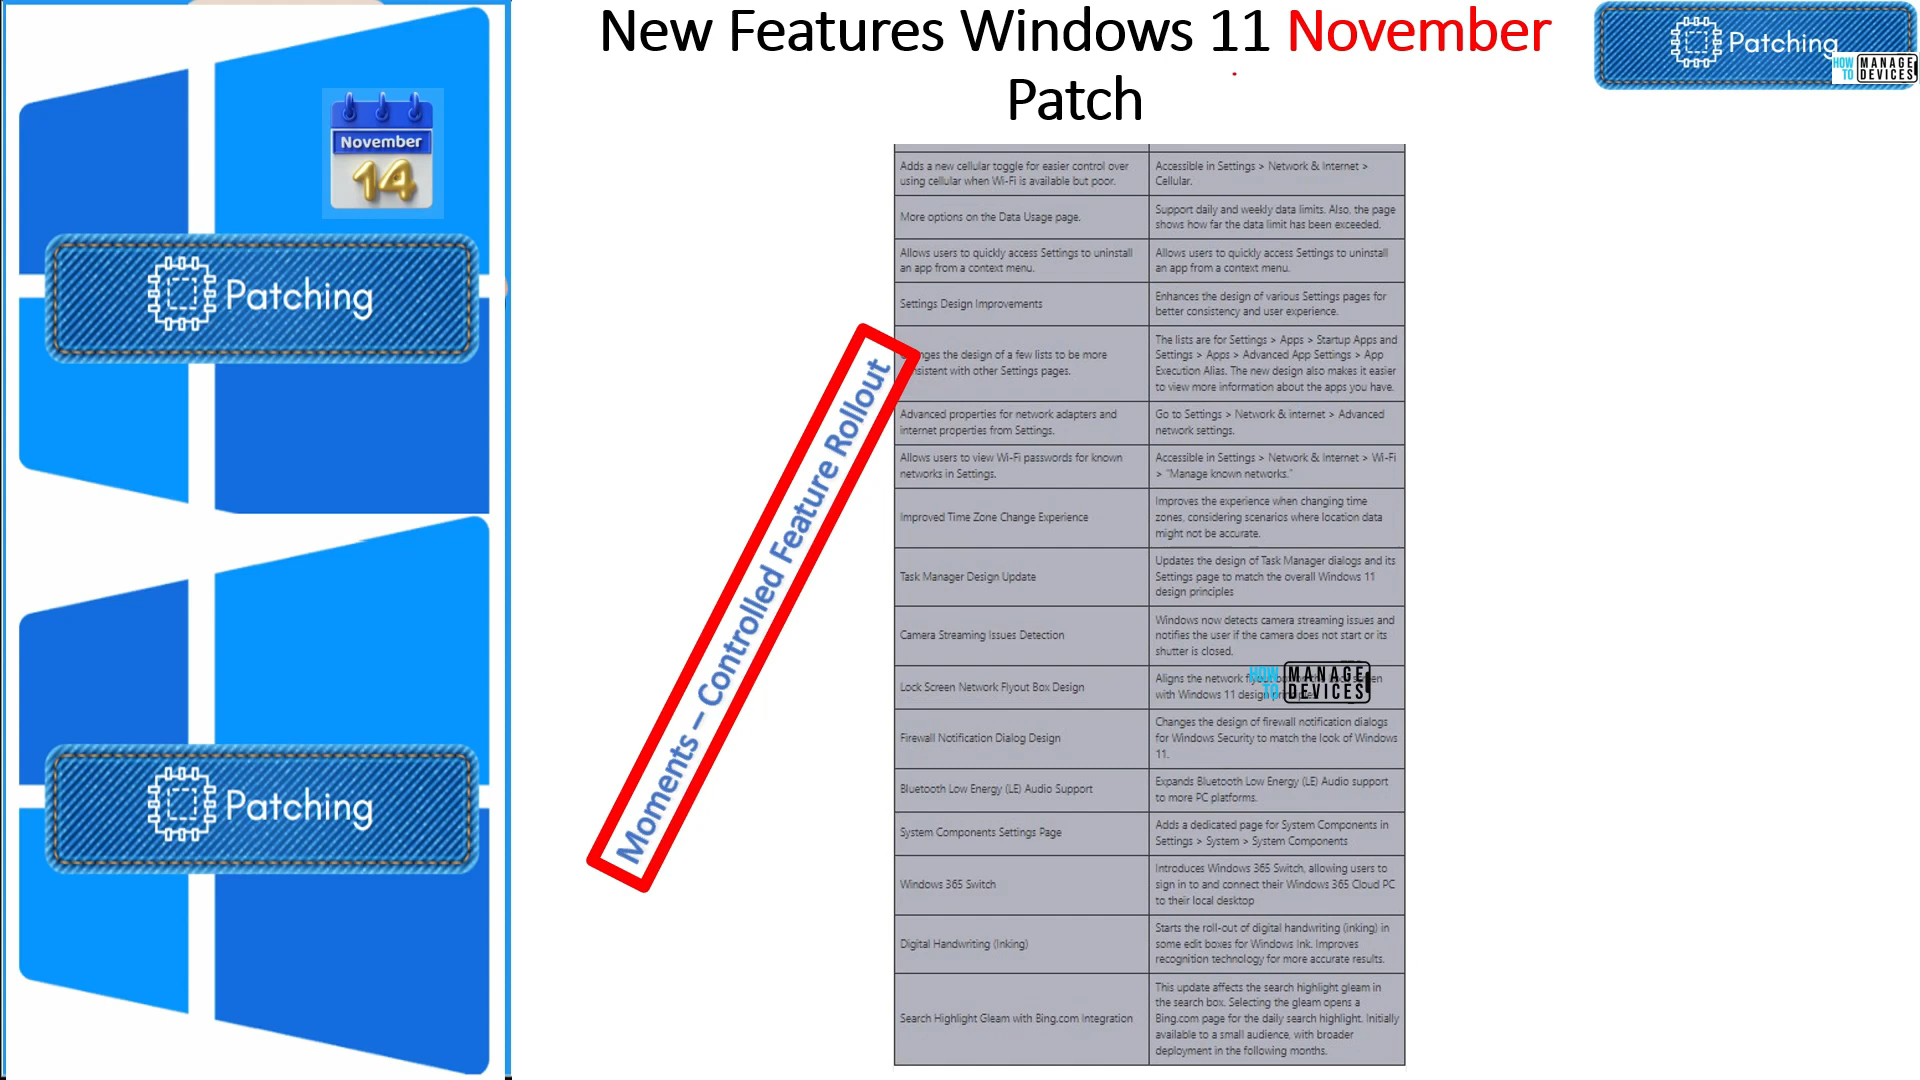 New Features Windows 11 November
Patch
Patching
HOW
TO
MANAGE
DEVICES
November
14
Patching
Patching
Moments – Controlled Feature Rollout
Adds a new cellular toggle for easier control over
using cellular when Wi-Fi is available but poor.
Accessible in Settings > Network & Internet >
Cellular.
More options on the Data Usage page.
Support daily and weekly data limits. Also, the page
shows how far the data limit has been exceeded.
Allows users to quickly access Settings to uninstall
an app from a context menu.
Allows users to quickly access Settings to uninstall
an app from a context menu.
Settings Design Improvements
Enhances the design of various Settings pages for
better consistency and user experience.
the design of a few lists to be more
with other Settings pages.
The lists are for Settings > Apps > Startup Apps and
Settings > Apps > Advanced App Settings > App
Execution Alias. The new design also makes it easier
to view more information about the apps you have.
Advanced properties for network adapters and
internet properties from Settings.
Go to Settings > Network & internet > Advanced
network settings.
Allows users to view Wi-Fi passwords for known
networks in Settings.
Accessible in Settings > Network & Internet > Wi-Fi
> "Manage known networks."
Improved Time Zone Change Experience
Improves the experience when changing time
zones, considering scenarios where location data
might not be accurate.
Task Manager Design Update
Updates the design of Task Manager dialogs and its
Settings page to match the overall Windows 11
design principles
Camera Streaming Issues Detection
Windows now detects camera streaming issues and
notifies the user if the camera does not start or its
shutter is closed.
Lock Screen Network Flyout Box Design
Aligns the network
with Windows 11 design
HOW
TO
MANAGE
DEVICES
Firewall Notification Dialog Design
Changes the design of firewall notification dialogs
for Windows Security to match the look of Windows
11.
Bluetooth Low Energy (LE) Audio Support
Expands Bluetooth Low Energy (LE) Audio support
to more PC platforms.
System Components Settings Page
Adds a dedicated page for System Components in
Settings > System > System Components
Windows 365 Switch
Introduces Windows 365 Switch, allowing users to
sign in to and connect their Windows 365 Cloud PC
to their local desktop
Digital Handwriting (Inking)
Starts the roll-out of digital handwriting (inking) in
some edit boxes for Windows Ink. Improves
recognition technology for more accurate results.
Search Highlight Gleam with Bing.com Integration
This update affects the search highlight gleam in
the search box. Selecting the gleam opens a
Bing.com page for the daily search highlight. Initially
available to a small audience, with broader
deployment in the following months.